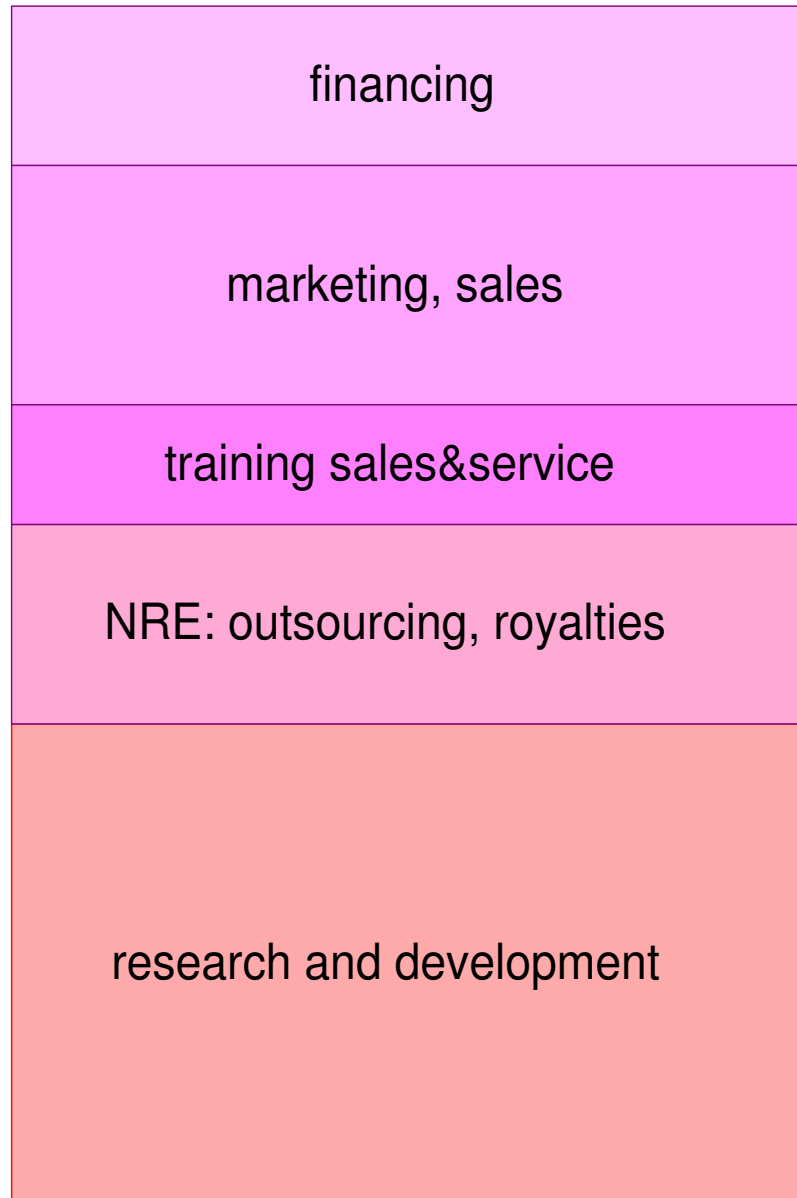 financing
marketing, sales
training sales&service
NRE: outsourcing, royalties
research and development